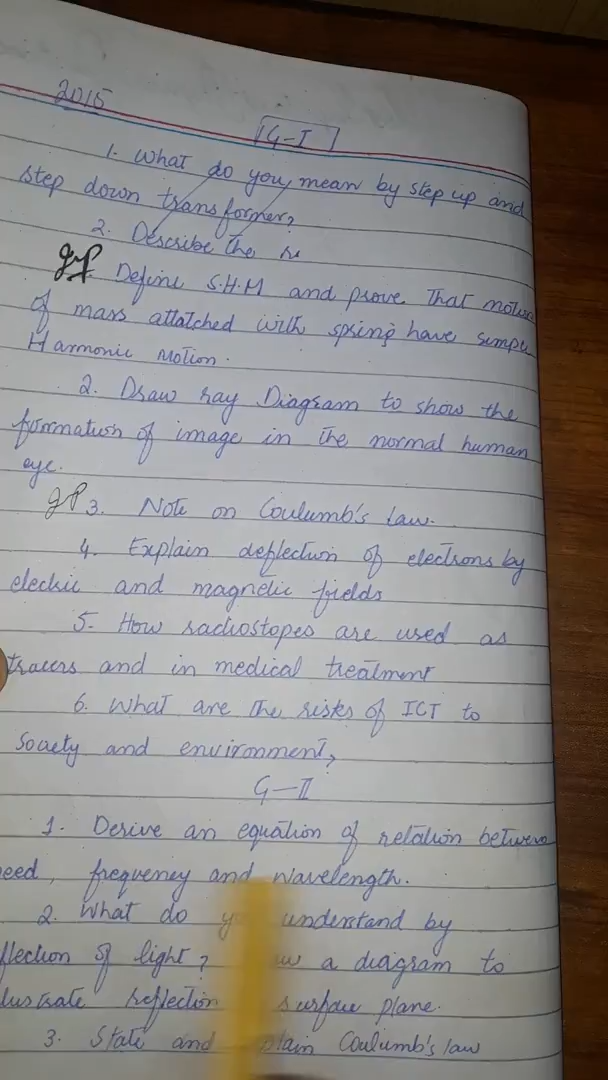 2015
G-I
1. What do you mean by step up and
step down transformer?
2. Describe the
Define S.H.M and prove that motion
of mass attatched with spring have simple
Harmonic Motion.
2. Draw ray Diagram to show the
formation of image in the normal human
eye.
3. Note on Coulumb's Law.
4. Explain deflection of electrons by
electric and magnetic fields
5. How radiostopes are used as
tracers and in medical treatment
6. What are the risks of ICT to
Society and environment,
G-II
1. Derive an equation of relation between
eed, frequency and wavelength.
2. What do understand by
flection of light? a diagram to
lustrate reflection surface plane.
3. State and plain Coulumb's law